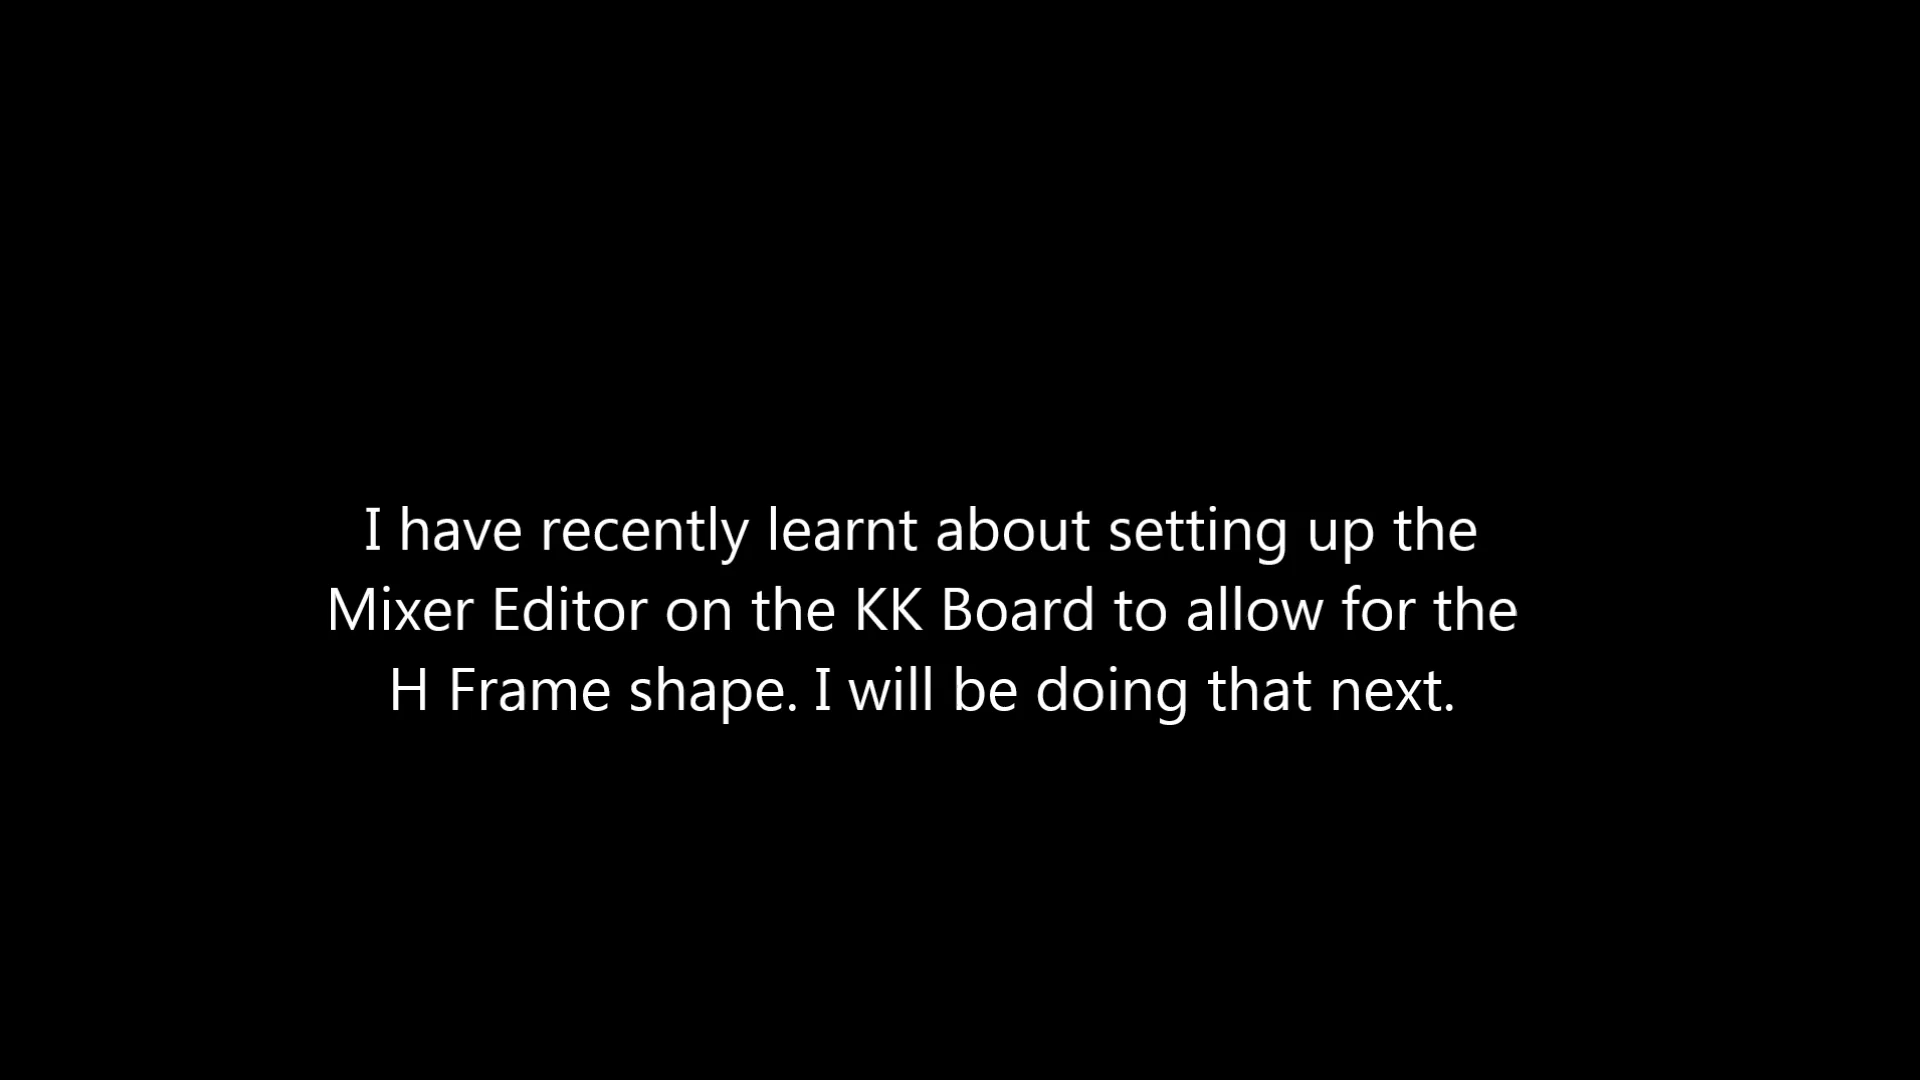 I have recently learnt about setting up the
Mixer Editor on the KK Board to allow for the
H Frame shape. I will be doing that next.